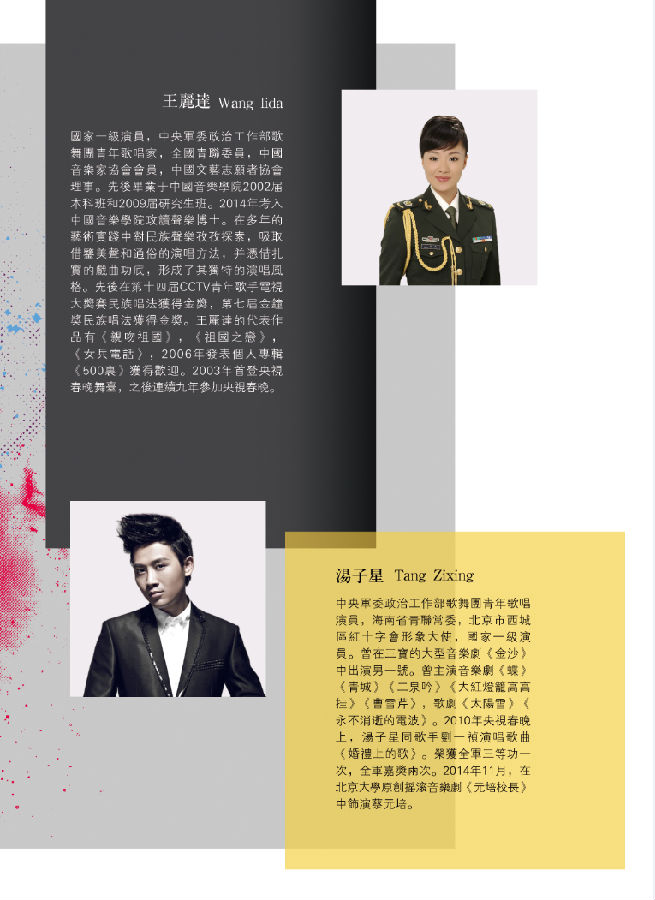 王麗達 Wang lida
國家一級演員，中央軍委政治工作部歌
舞團青年歌唱家，全國青聯委員，中國
音樂家協會會員，中國文藝志願者協會
理事。先後畢業于中國音樂學院2002届
本科班和2009届研究生班。2014年考入
中國音樂學院攻讀聲樂博士。在多年的
藝術實踐中對民族聲樂孜孜探索，吸取
借鑒美聲和通俗的演唱方法，并憑借扎
實的戲曲功底，形成了其獨特的演唱風
格。先後在第十四届CCTV青年歌手電視
大獎賽民族唱法獲得金獎，第七届金鐘
獎民族唱法獲得金獎。王麗達的代表作
品有《親吻祖國》，《祖國之戀》，
《女兵電話》，2006年發表個人專輯
《500裏》獲得歡迎。2003年首登央視
春晚舞臺，之後連續九年參加央視春晚。
湯子星 Tang Zixing
中央軍委政治工作部歌舞團青年歌唱
演員，海南省青聯常委，北京市西城
區紅十字會形象大使，國家一級演
員。曾在三寶的大型音樂劇《金沙》
中出演男一號。曾主演音樂劇《蝶》
《青城》《二泉吟》《大紅燈籠高高
挂》《曹雪芹》，歌劇《太陽雪》《
永不消逝的電波》。2010年央視春晚
上，湯子星同歌手劉一禎演唱歌曲
《婚禮上的歌》。榮獲全軍三等功一
次，全軍嘉獎兩次。2014年11月，在
北京大學原創摇滚音樂劇《元培校長》
中飾演蔡元培。